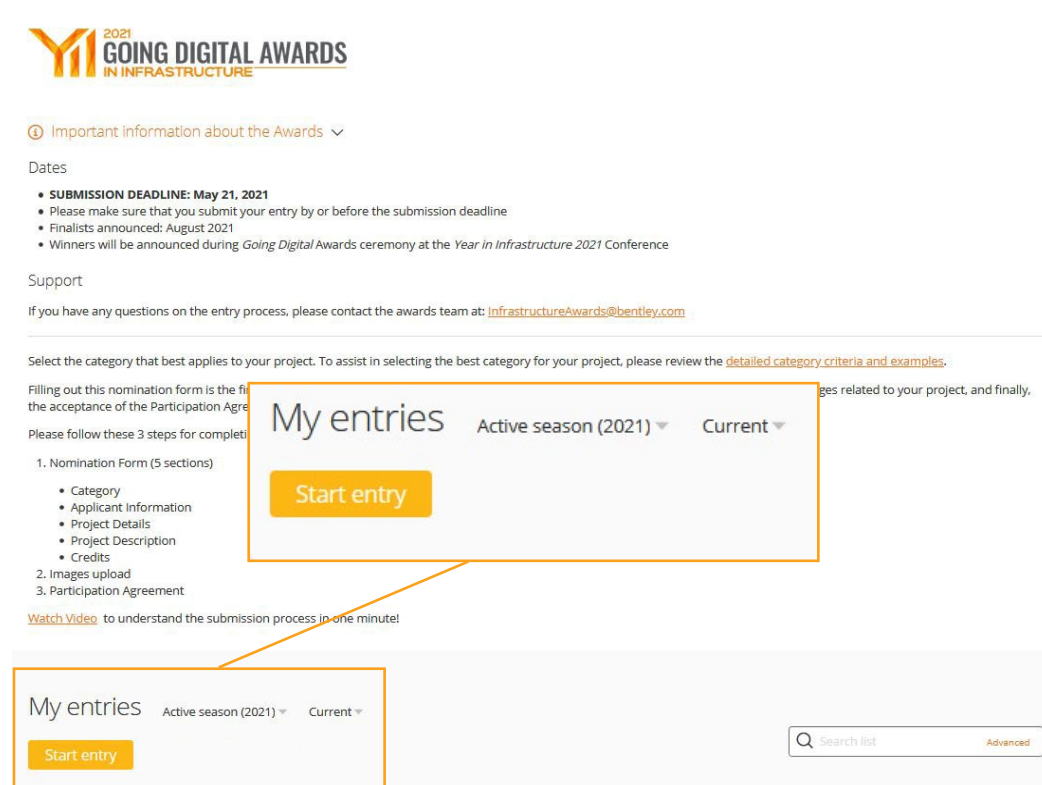 2021
GOING DIGITAL AWARDS
IN INFRASTRUCTURE
Important information about the Awards
Dates
• SUBMISSION DEADLINE: May 21, 2021
• Please make sure that you submit your entry by or before the submission deadline
• Finalists announced: August 2021
• Winners will be announced during Going Digital Awards ceremony at the Year in Infrastructure 2021 Conference
Support
If you have any questions on the entry process, please contact the awards team at: InfrastructureAwards@bentley.com
Select the category that best applies to your project. To assist in selecting the best category for your project, please review the detailed category criteria and examples.
Filling out this nomination form is the ges related to your project, and finally,
the acceptance of the Participation
Please follow these 3 steps for
1. Nomination Form (5 sections)
• Category
• Applicant Information
• Project Details
• Project Description
• Credits
2. Images upload
3. Participation Agreement
Watch Video to understand the submission process in one minute!
My entries Active season (2021) Current
Start entry
My entries Active season (2021) Current
Start entry
Search list Advanced